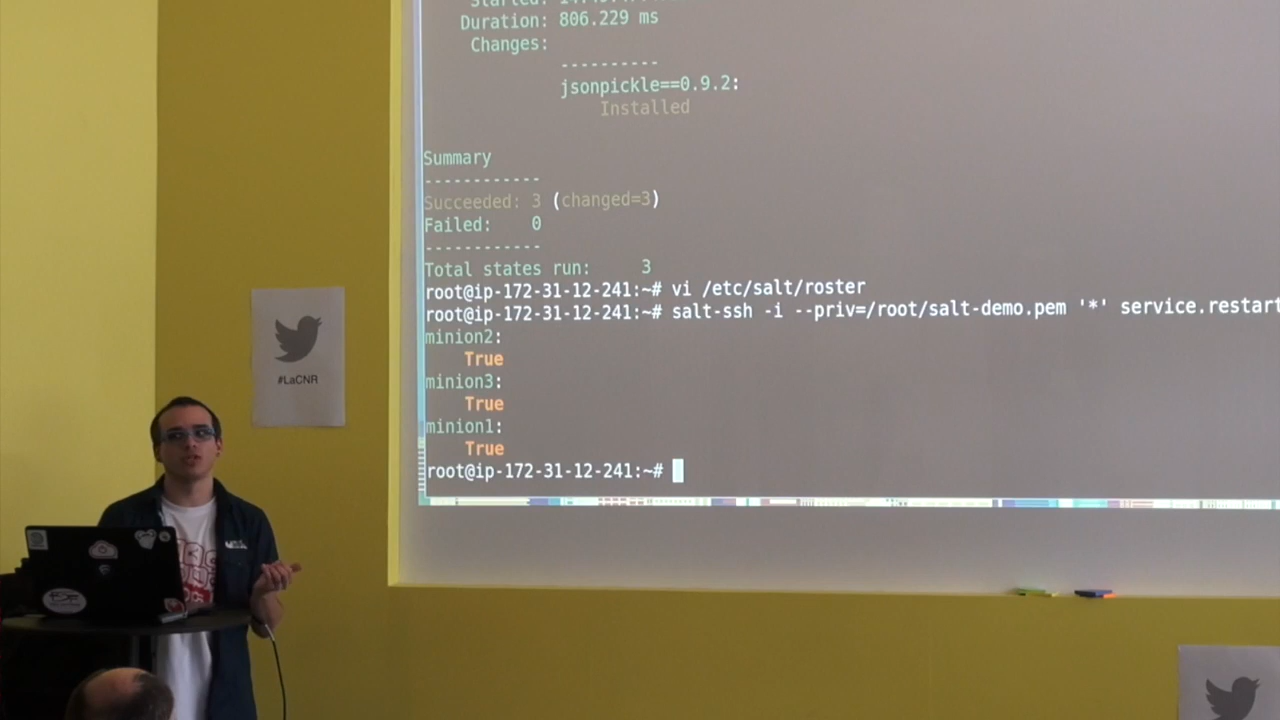 Duration: 806.229 ms
Changes:
----------
jsonpickle==0.9.2:
Installed
Summary
------------
Succeeded: 3 (changed=3)
Failed: 0
------------
Total states run: 3
root@ip-172-31-12-241:~# vi /etc/salt/roster
root@ip-172-31-12-241:~# salt-ssh -i --priv=/root/salt-demo.pem '*' service.restart
minion2:
True
minion3:
True
minion1:
True
root@ip-172-31-12-241:~#
#LaCNR